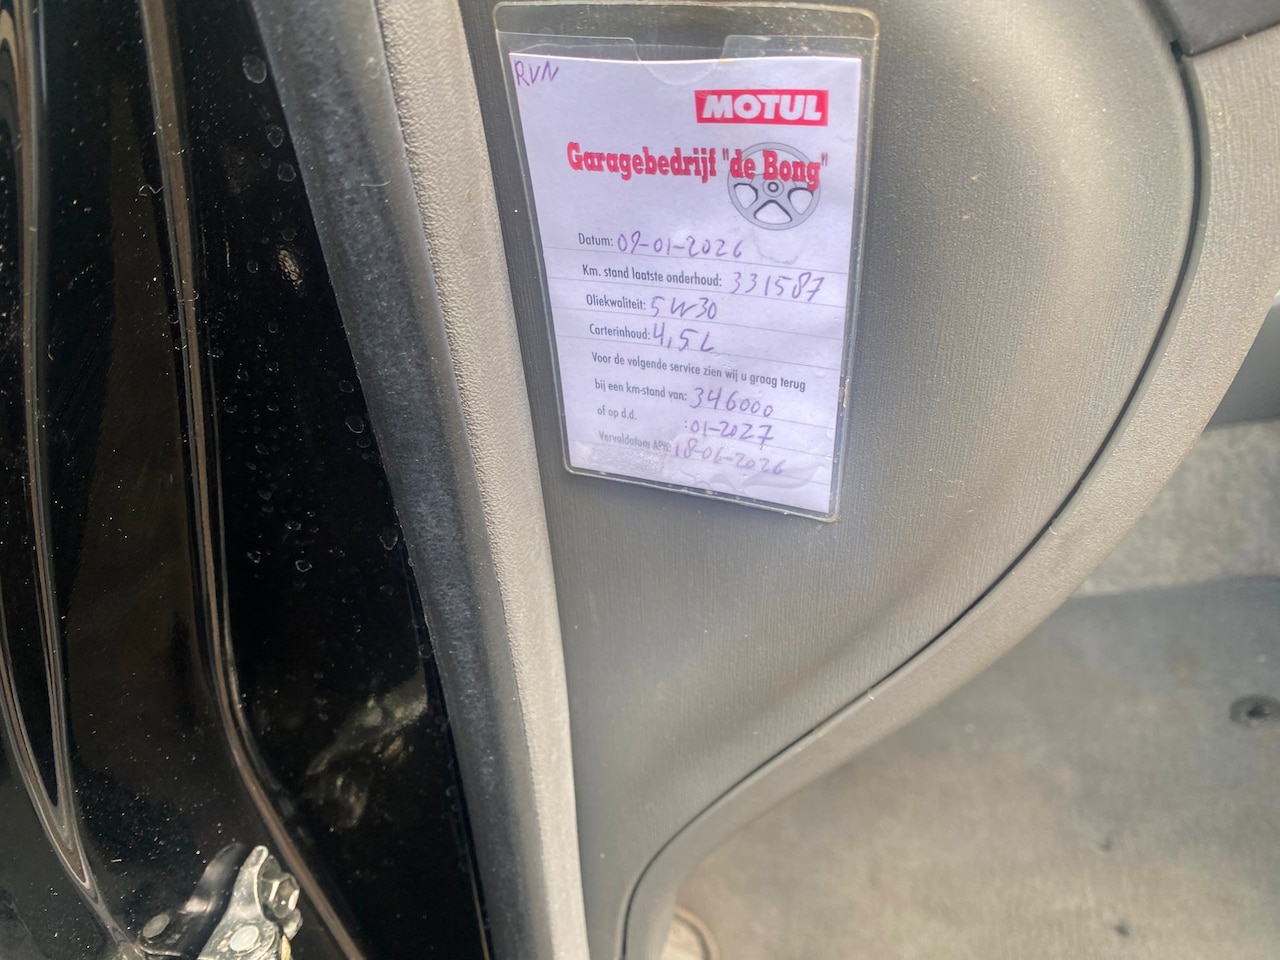 RVN
MOTUL
Garagebedrijf "de Bong"
Datum: 09-01-2026
Km. stand laatste onderhoud: 331587
Oliekwaliteit: 5W30
Carterinhoud: 4,5L
Voor de volgende service zien wij u graag terug
bij een km-stand van: 346000
of op d.d. :01-2027
Vervaldatum APK: 18-06-2026